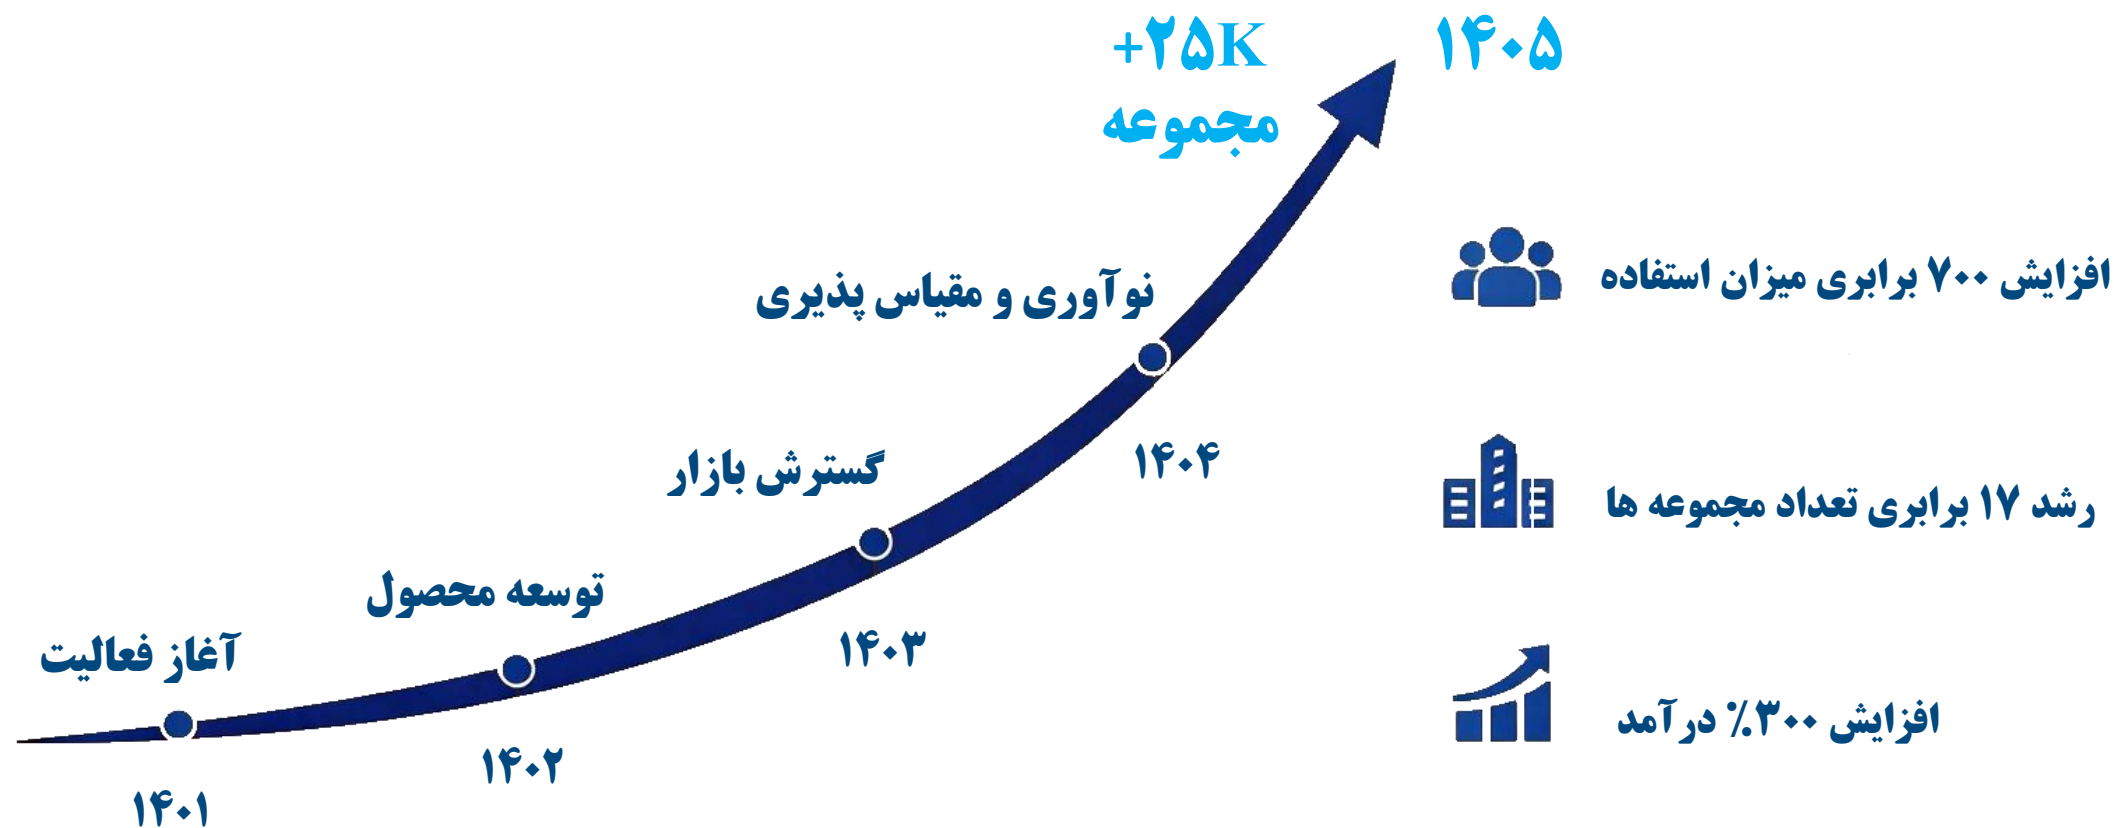 +۲۵K
مجموعه
۱۴۰۵
نوآوری و مقیاس پذیری
۱۴۰۴
گسترش بازار
۱۴۰۳
توسعه محصول
۱۴۰۲
آغاز فعالیت
۱۴۰۱
افزایش ۷۰۰ برابری میزان استفاده
رشد ۱۷ برابری تعداد مجموعه ها
افزایش ۳۰۰٪ درآمد